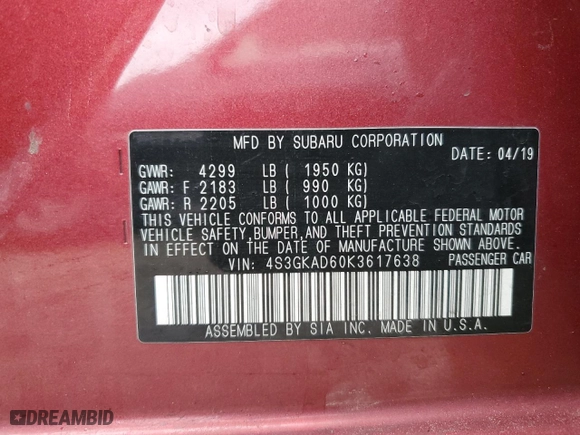 MFD BY SUBARU CORPORATION
DATE: 04/19
GVWR: 4299 LB ( 1950 KG)
GAWR: F 2183 LB ( 990 KG)
GAWR: R 2205 LB ( 1000 KG)
THIS VEHICLE CONFORMS TO ALL APPLICABLE FEDERAL MOTOR
VEHICLE SAFETY, BUMPER, AND THEFT PREVENTION STANDARDS
IN EFFECT ON THE DATE OF MANUFACTURE SHOWN ABOVE.
VIN: 4S3GKAD60K3617638 PASSENGER CAR
ASSEMBLED BY SIA INC. MADE IN U.S.A.
DREAMBID